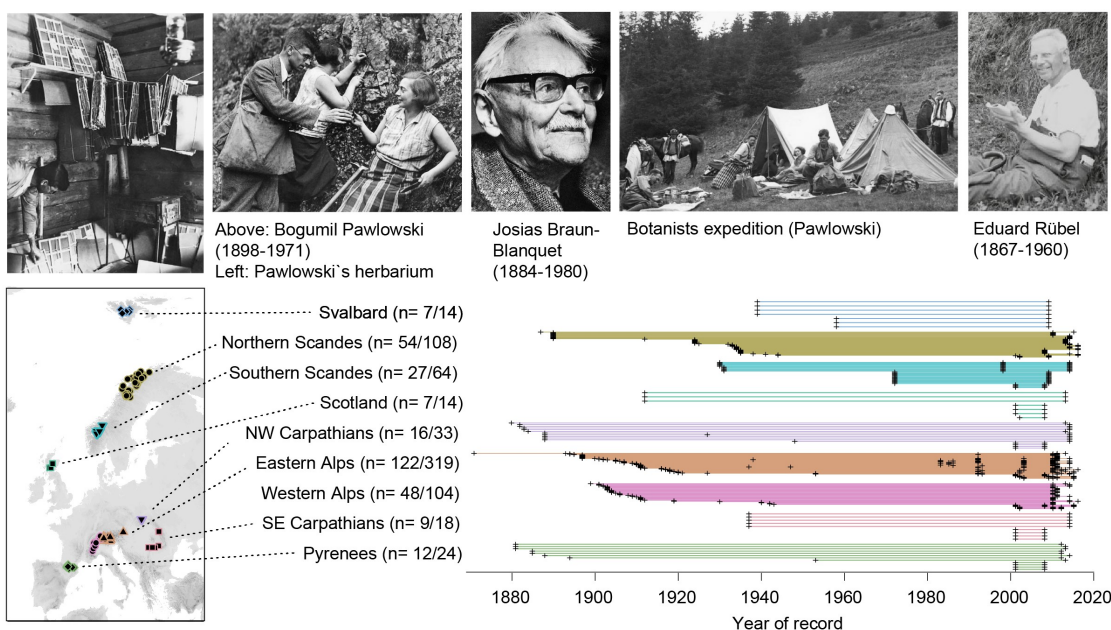 Above: Bogumil Pawlowski
(1898-1971)
Left: Pawlowski`s herbarium
Josias Braun-
Blanquet
(1884-1980)
Botanists expedition (Pawlowski)
Eduard Rübel
(1867-1960)
Svalbard (n= 7/14)
Northern Scandes (n= 54/108)
Southern Scandes (n= 27/64)
Scotland (n= 7/14)
NW Carpathians (n= 16/33)
Eastern Alps (n= 122/319)
Western Alps (n= 48/104)
SE Carpathians (n= 9/18)
Pyrenees (n= 12/24)
1880 1900 1920 1940 1960 1980 2000 2020
Year of record